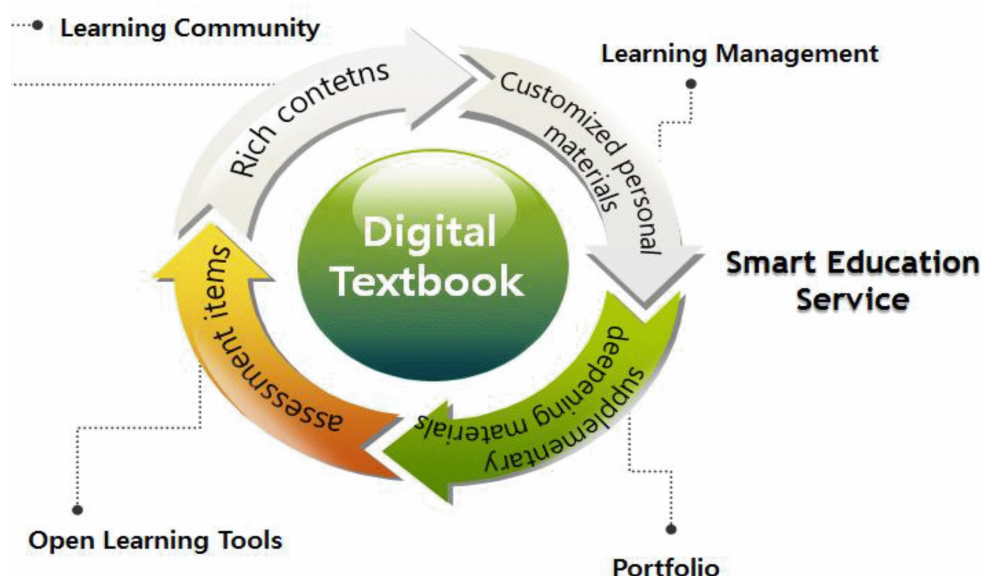 Learning Community
Learning Management
Rich contetns
Customized personal
materials
Digital
Textbook
Smart Education
Service
assessment items
deepening materials
supplementary
Open Learning Tools
Portfolio